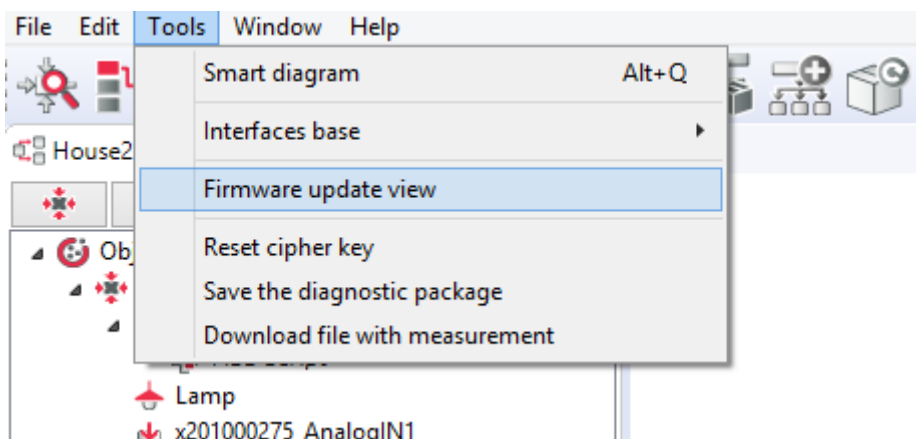 File Edit Tools Window Help
Smart diagram Alt+Q
Interfaces base
House2
Firmware update view
Reset cipher key
Obj
Save the diagnostic package
Download file with measurement
Lamp
x201000275_AnalogIN1